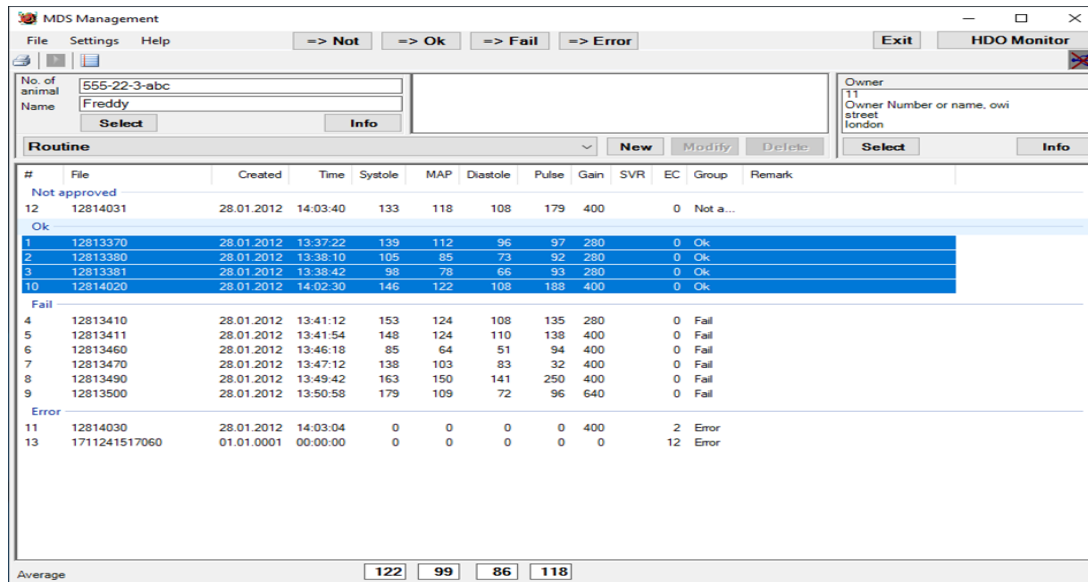 MDS Management
File Settings Help => Not => Ok => Fail => Error Exit HDO Monitor
No. of animal 555-22-3-abc
Name Freddy
Select Info
Owner
11
Owner Number or name, owi
street
london
Routine New Modify Delete Select Info
# File Created Time Systole MAP Diastole Pulse Gain SVR EC Group Remark
Not approved
12 12814031 28.01.2012 14:03:40 133 118 108 179 400 0 Not a...
Ok
1 12813370 28.01.2012 13:37:22 139 112 96 97 280 0 Ok
2 12813380 28.01.2012 13:38:10 105 85 73 92 280 0 Ok
3 12813381 28.01.2012 13:38:42 98 78 66 93 280 0 Ok
10 12814020 28.01.2012 14:02:30 146 122 108 188 400 0 Ok
Fail
4 12813410 28.01.2012 13:41:12 153 124 108 135 280 0 Fail
5 12813411 28.01.2012 13:41:54 148 124 110 138 400 0 Fail
6 12813460 28.01.2012 13:46:18 85 64 51 94 400 0 Fail
7 12813470 28.01.2012 13:47:12 138 103 83 32 400 0 Fail
8 12813490 28.01.2012 13:49:42 163 150 141 250 400 0 Fail
9 12813500 28.01.2012 13:50:58 179 109 72 96 640 0 Fail
Error
11 12814030 28.01.2012 14:03:04 0 0 0 0 400 2 Error
13 1711241517060 01.01.0001 00:00:00 0 0 0 0 0 12 Error
Average 122 99 86 118